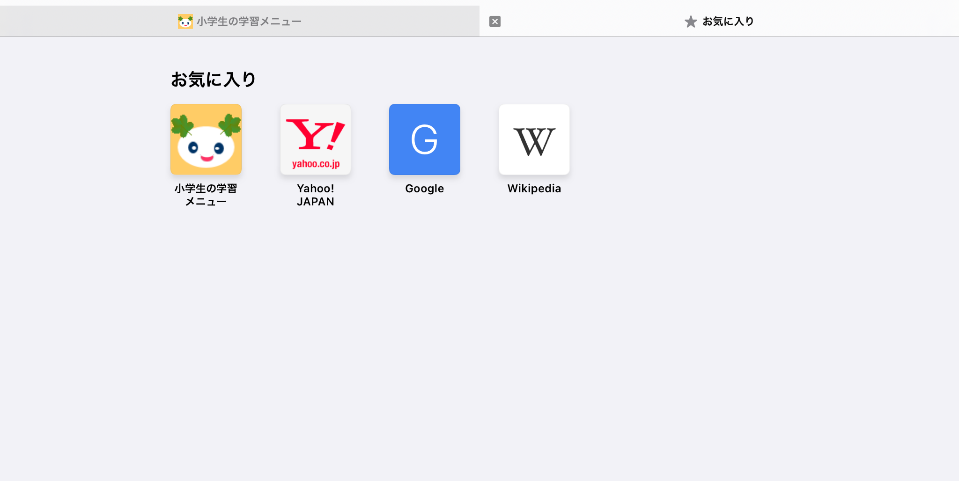 小学生の学習メニュー
お気に入り
お気に入り
Y!
yahoo.co.jp
G
W
小学生の学習
メニュー
Yahoo!
JAPAN
Google
Wikipedia